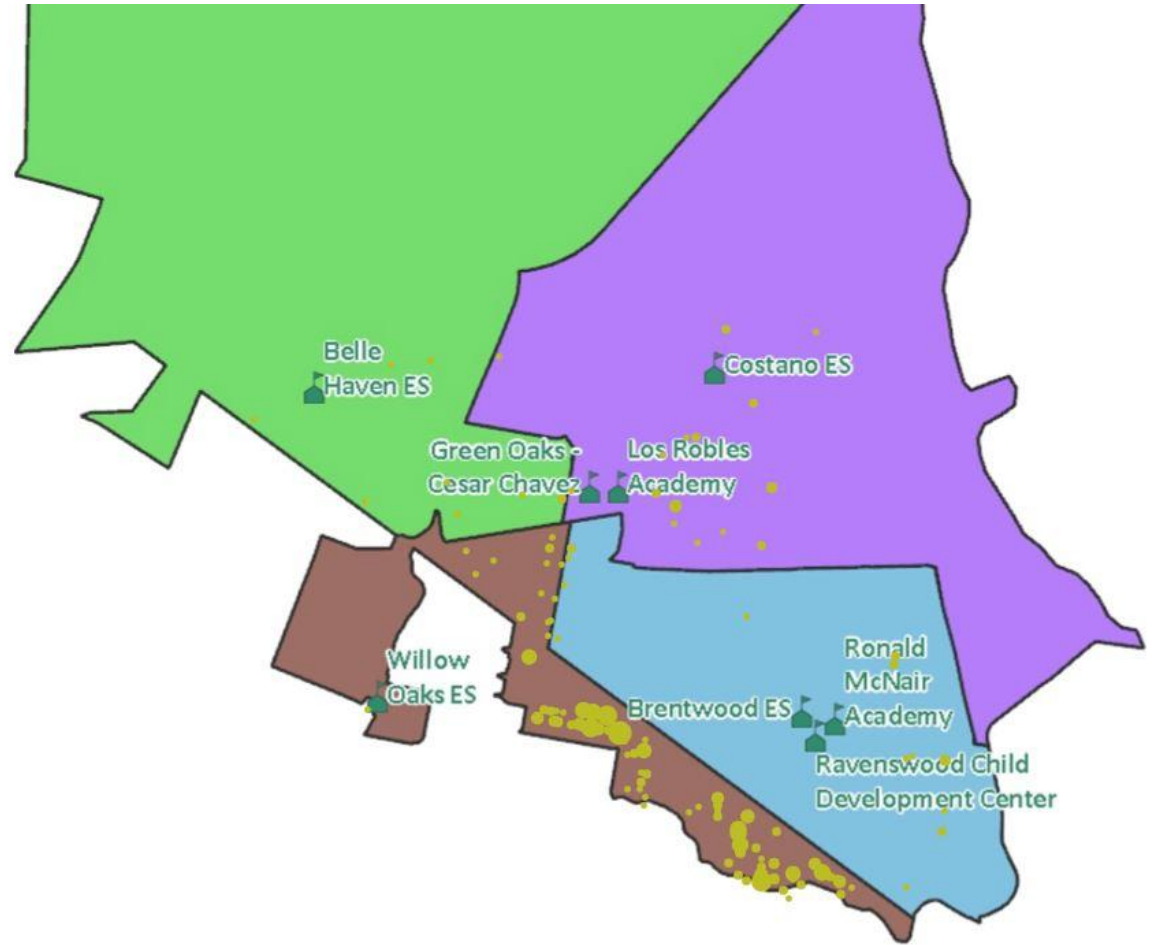 Belle
Haven ES
Costano ES
Green Oaks -
Cesar Chavez
Los Robles
Academy
Willow
Oaks ES
Ronald
McNair
Academy
Brentwood ES
Ravenswood Child
Development Center